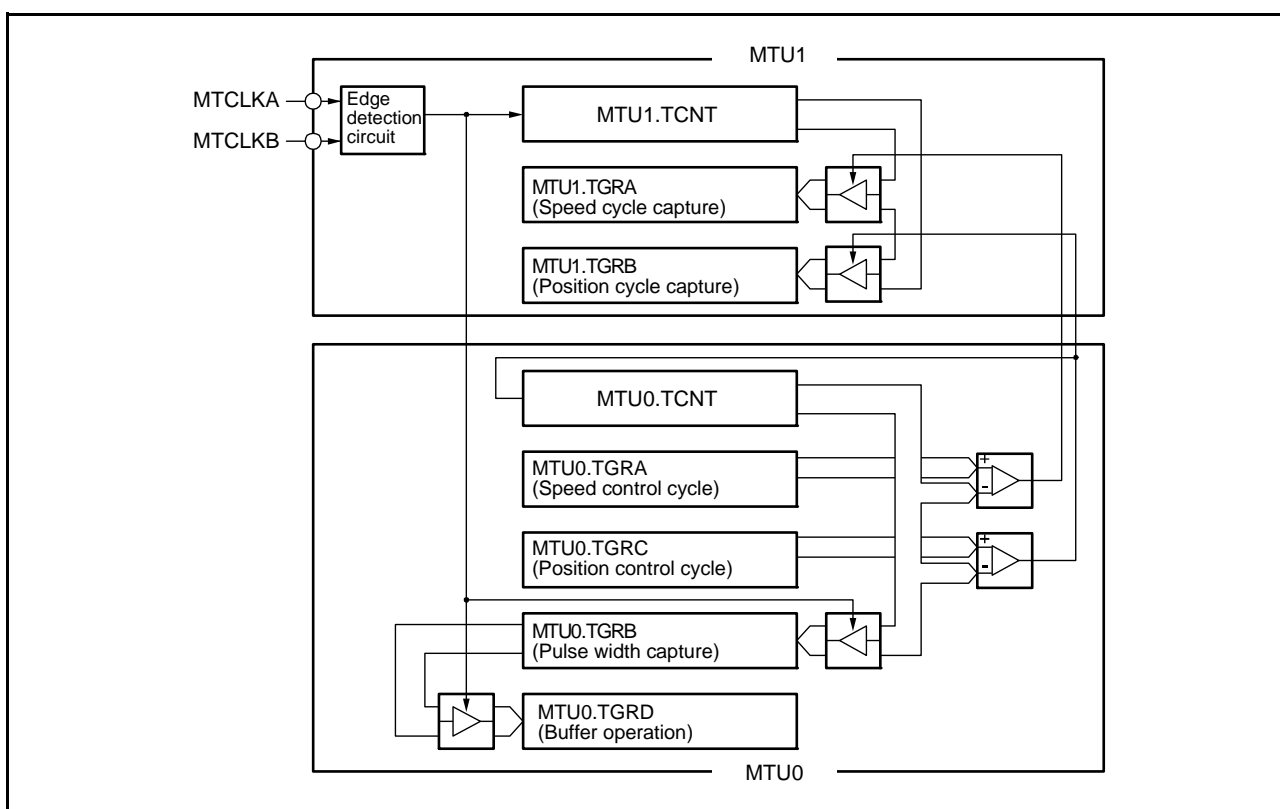 MTU1
MTCLKA
MTCLKB
Edge
detection
circuit
MTU1.TCNT
MTU1.TGRA
(Speed cycle capture)
MTU1.TGRB
(Position cycle capture)
MTU0.TCNT
MTU0.TGRA
(Speed control cycle)
+
-
MTU0.TGRC
(Position control cycle)
+
-
MTU0.TGRB
(Pulse width capture)
MTU0.TGRD
(Buffer operation)
MTU0